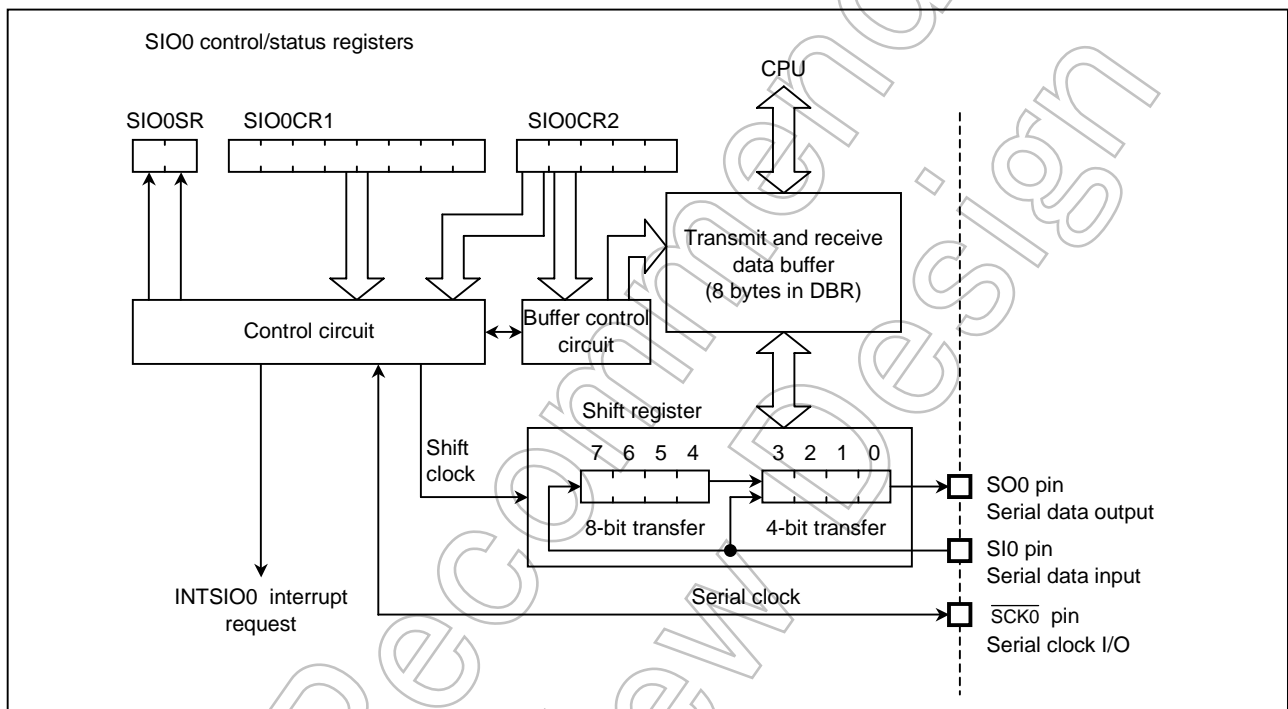 SIO0 control/status registers
CPU
SIO0SR
SIO0CR1
SIO0CR2
Transmit and receive
data buffer
(8 bytes in DBR)
Control circuit
Buffer control
circuit
Shift register
Shift
clock
7 6 5 4
3 2 1 0
8-bit transfer
4-bit transfer
SO0 pin
Serial data output
SI0 pin
Serial data input
INTSIO0 interrupt
request
Serial clock
SCK0 pin
Serial clock I/O
Design